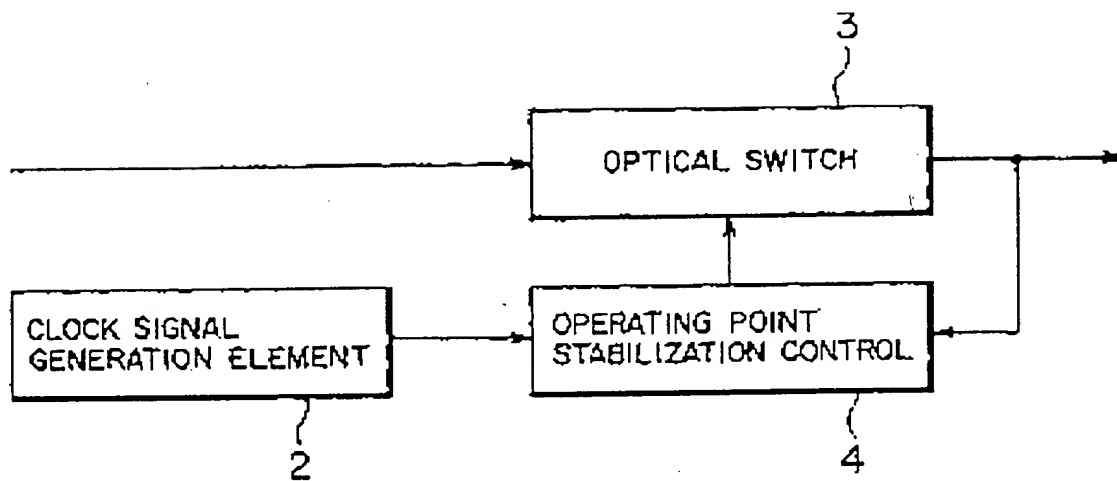 3
OPTICAL SWITCH
CLOCK SIGNAL
GENERATION ELEMENT
OPERATING POINT
STABILIZATION CONTROL
2
4